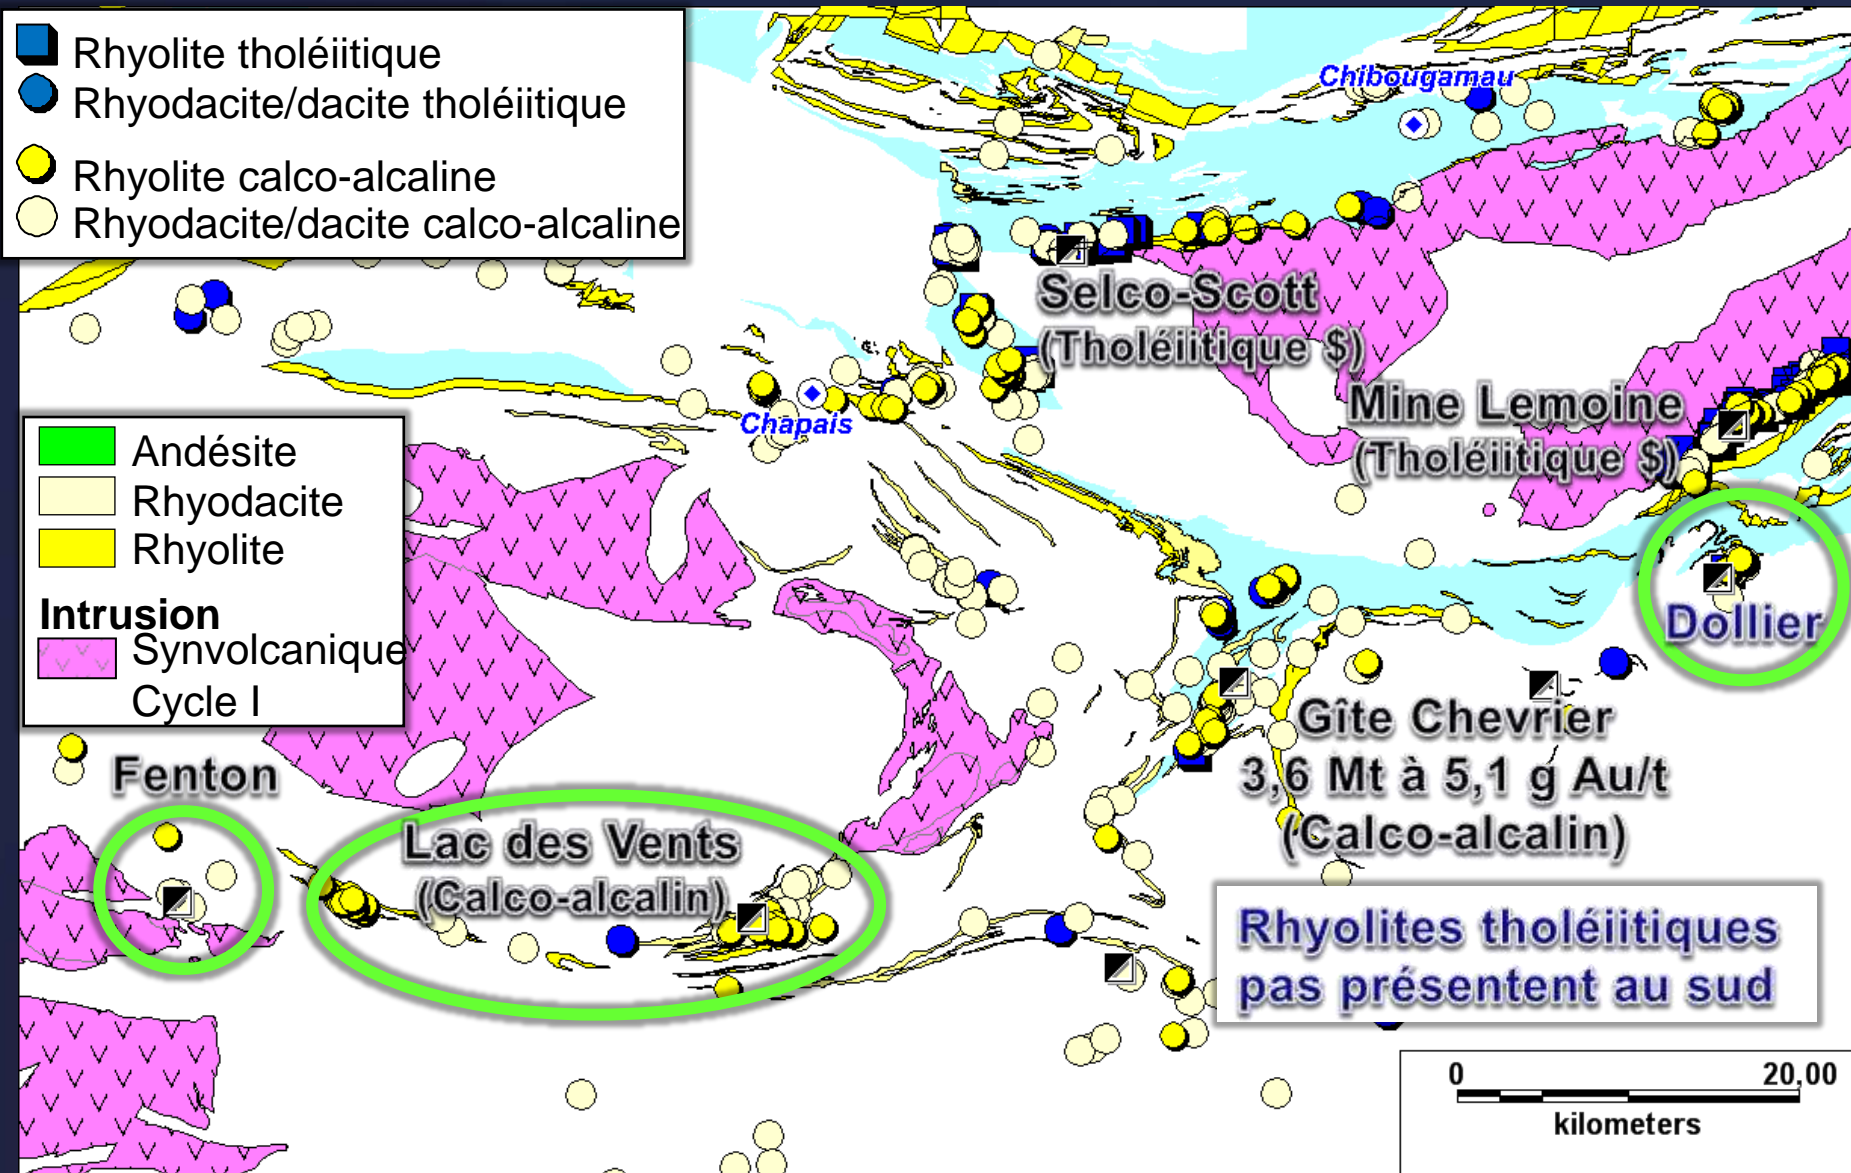 Rhyolite tholéiitique
Rhyodacite/dacite tholéiitique
Rhyolite calco-alcaline
Rhyodacite/dacite calco-alcaline
Chibougamau
Selco-Scott
(Tholéiitique $)
Mine Lemoine
(Tholéiitique $)
Chapais
Andésite
Rhyodacite
Rhyolite
Intrusion
Synvolcanique
Cycle I
Dollier
Gîte Chevrier
3,6 Mt à 5,1 g Au/t
(Calco-alcalin)
Fenton
Lac des Vents
(Calco-alcalin)
Rhyolites tholéiitiques
pas présentent au sud
0 20,00
kilometers